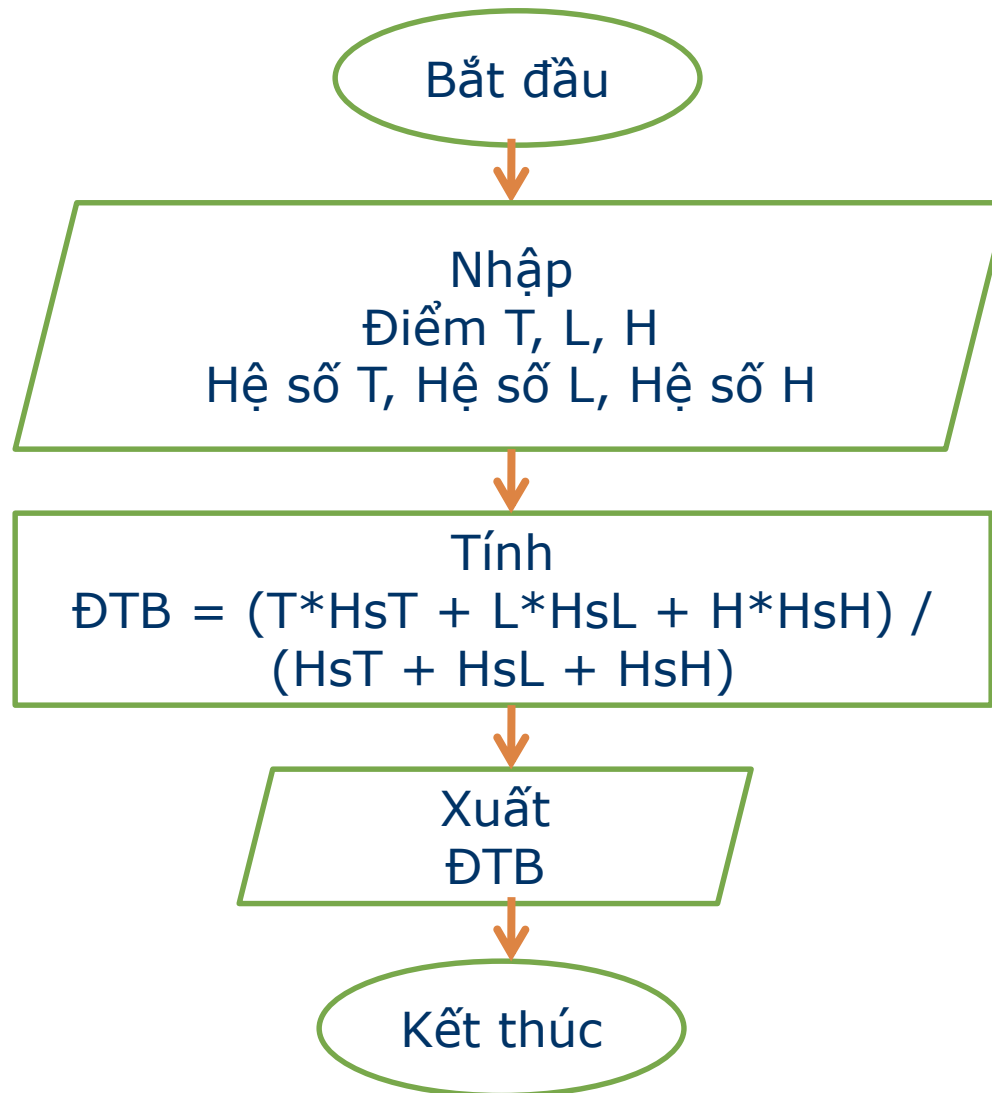 Bắt đầu
Nhập
Điểm T, L, H
Hệ số T, Hệ số L, Hệ số H
Tính
ĐTB = (T*HsT + L*HsL + H*HsH) /
(HsT + HsL + HsH)
Xuất
ĐTB
Kết thúc